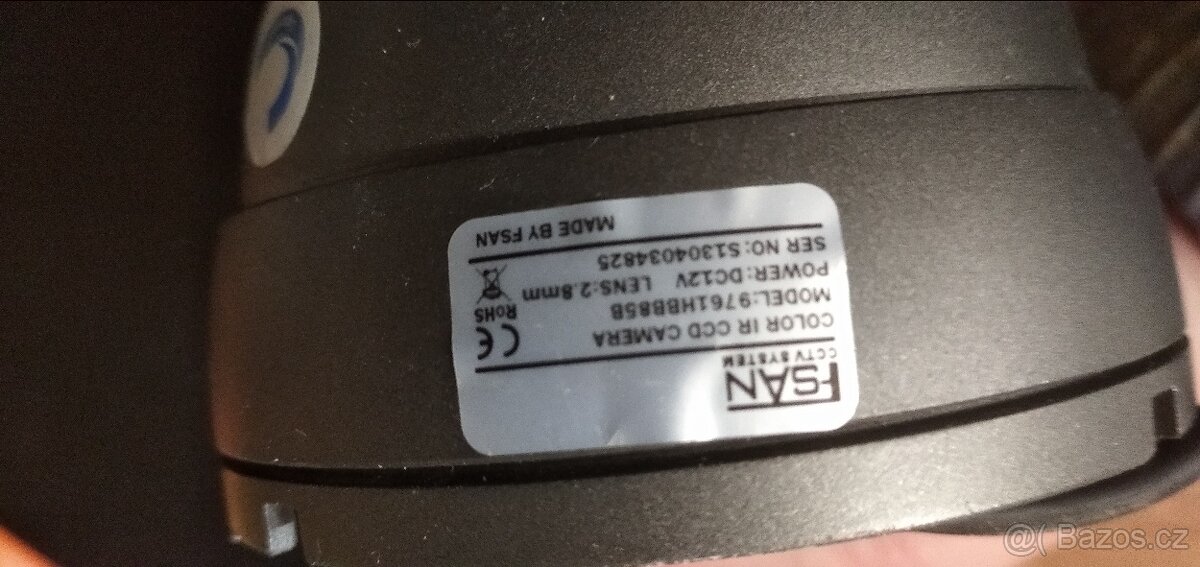 FSAN
CCTV SYSTEM
COLOR IR CCD CAMERA
MODEL:9761HBB85B
POWER:DC12V LENS:2.8mm
SER NO:S1304034825
CE
RoHS
MADE BY FSAN
@( Bazos.cz